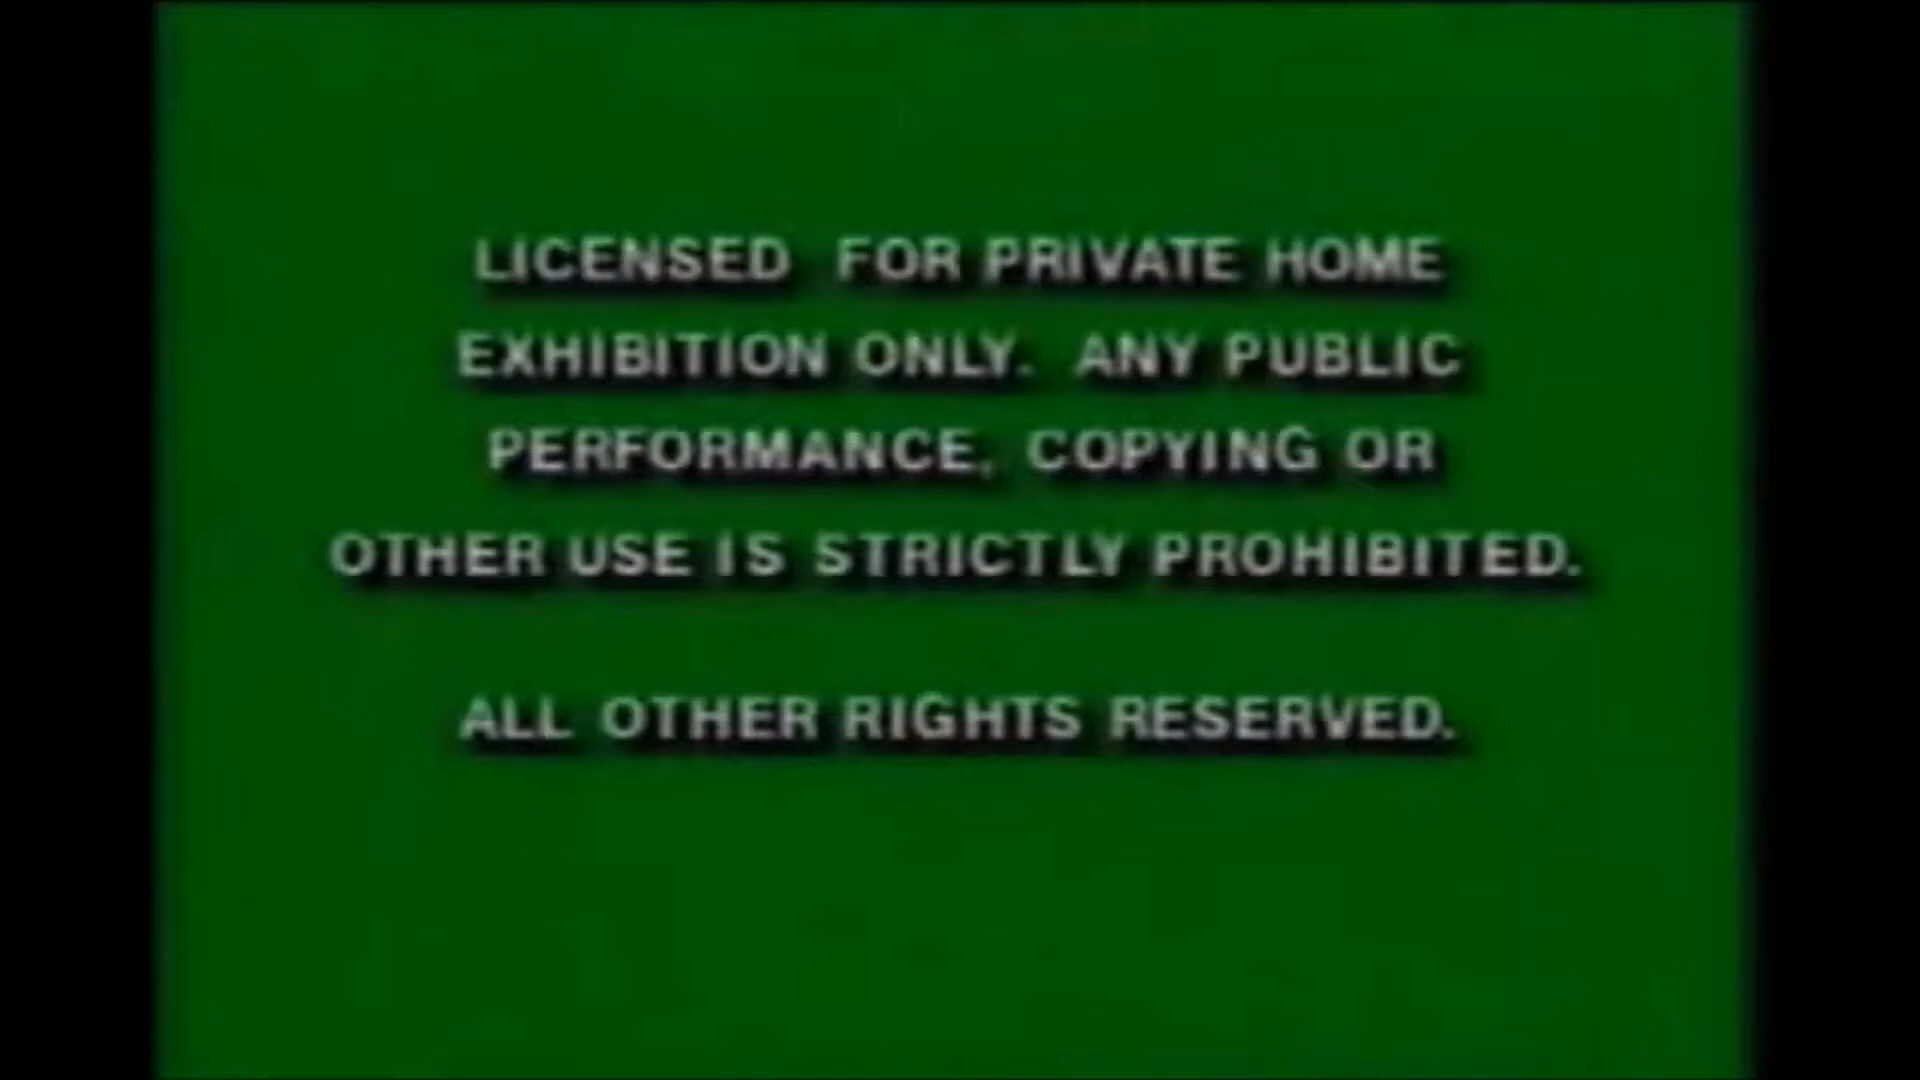 LICENSED FOR PRIVATE HOME
EXHIBITION ONLY. ANY PUBLIC
PERFORMANCE, COPYING OR
OTHER USE IS STRICTLY PROHIBITED.
ALL OTHER RIGHTS RESERVED.